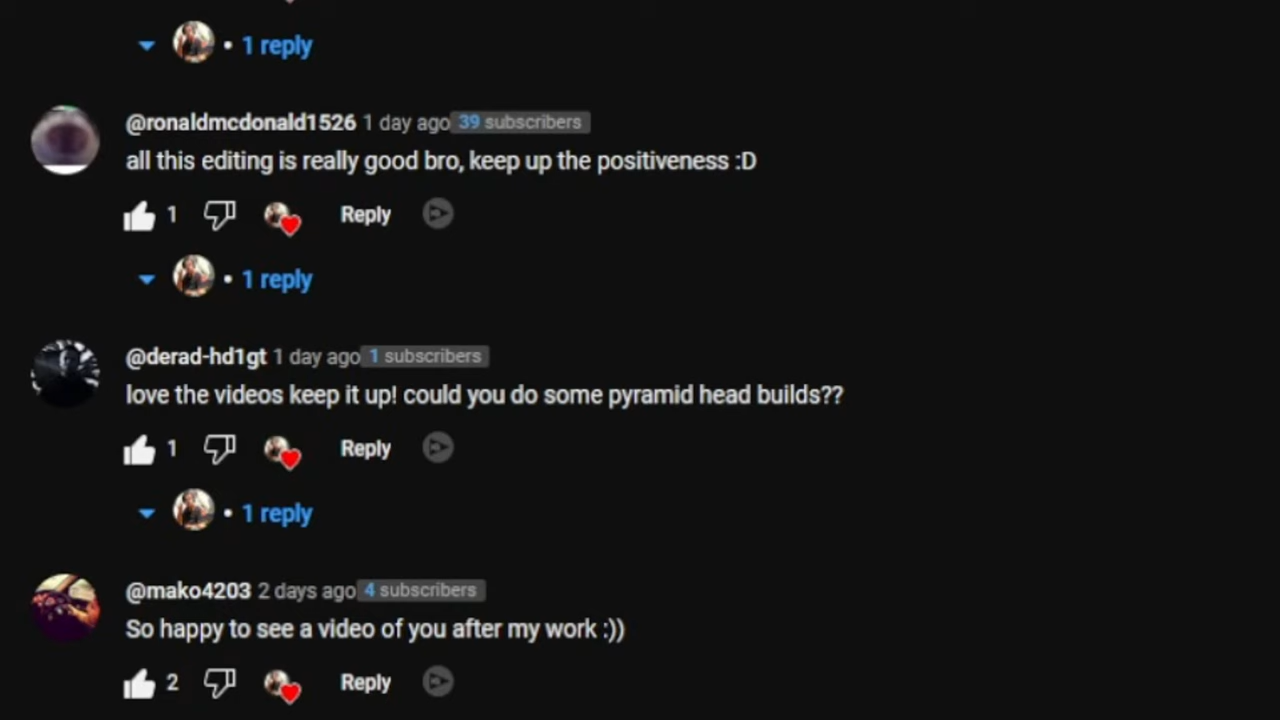 • 1 reply
@ronaldmcdonald1526 1 day ago 39 subscribers
all this editing is really good bro, keep up the positiveness :D
1 Reply
• 1 reply
@derad-hd1gt 1 day ago 1 subscribers
love the videos keep it up! could you do some pyramid head builds??
1 Reply
• 1 reply
@mako4203 2 days ago 4 subscribers
So happy to see a video of you after my work :))
2 Reply